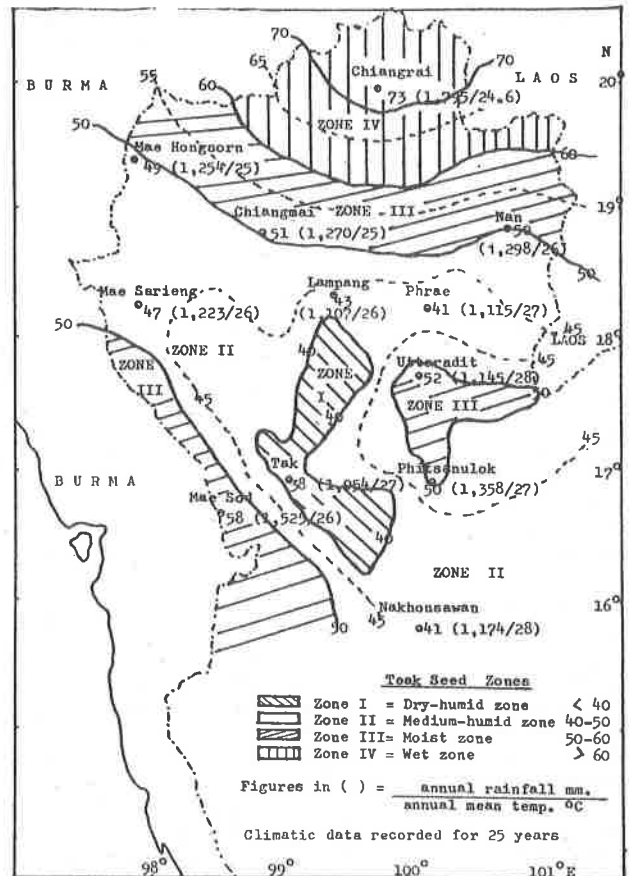 70
70
N
BURMA
55
60
65
Chiangrai
LAOS
20°
73 (1,795/24.6)
ZONE IV
50
Mae Hongsorn
49 (1,254/25)
60
Chiangmai
ZONE III
19°
51 (1,270/25)
Nan
50
(1,298/26)
50
Mae Sarieng
47 (1,223/26)
Lampang
43
(1,107/26)
Phrae
41 (1,115/27)
45
LAOS
18°
50
ZONE II
40
45
ZONE
III
ZONE
I
Uttaradit
52 (1,145/28)
50
45
40
ZONE III
45
BURMA
Tak
38 (1,054/27)
Phitsanulok
50 (1,358/27)
17°
Mae Sod
58 (1,525/26)
40
ZONE II
50
45
Nakhonsawan
16°
41 (1,174/28)
Teak Seed Zones
Zone I = Dry-humid zone < 40
Zone II = Medium-humid zone 40-50
Zone III= Moist zone 50-60
Zone IV = Wet zone > 60
Figures in ( ) = annual rainfall mm.
annual mean temp. °C
Climatic data recorded for 25 years
98° 99° 100° 101°E